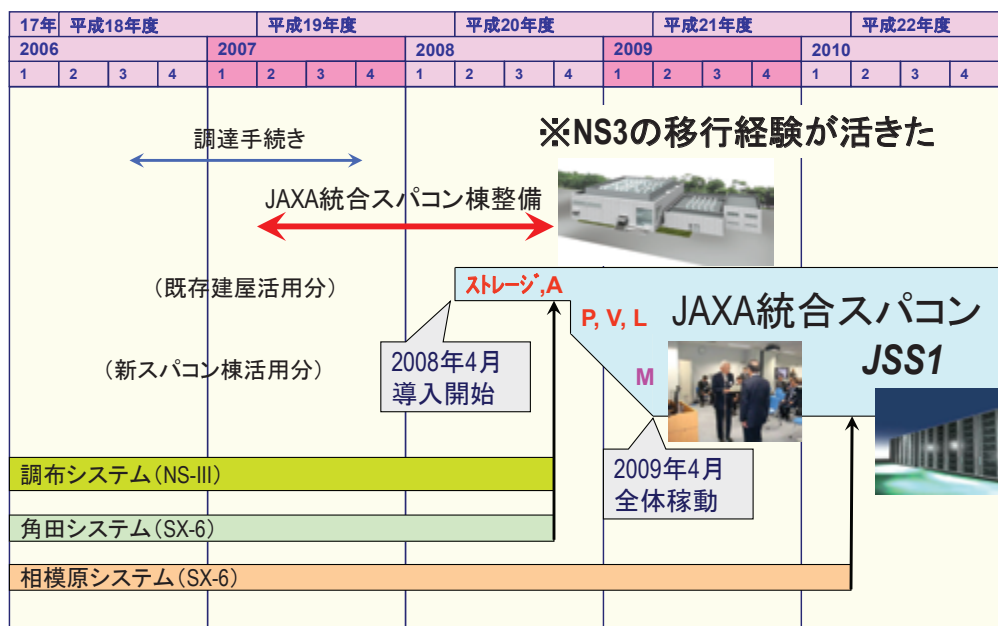 17年 平成18年度 平成19年度 平成20年度 平成21年度 平成22年度
2006 2007 2008 2009 2010
1 2 3 4 1 2 3 4 1 2 3 4 1 2 3 4 1 2 3 4
※NS3の移行経験が活きた
調達手続き
JAXA統合スパコン棟整備
（既存建屋活用分）
ストレージ,A
P, V, L
JAXA統合スパコン
JSS1
2008年4月
導入開始
（新スパコン棟活用分）
M
調布システム（NS-III）
2009年4月
全体稼動
角田システム（SX-6）
相模原システム（SX-6）